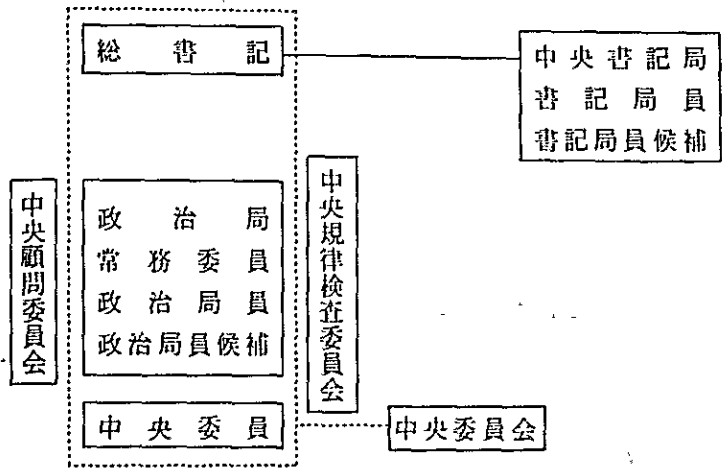 総書記
中央書記局
書記局員
書記局員候補
中央顧問委員会
政治局
常務委員
政治局員
政治局員候補
中央規律検査委員会
中央委員
中央委員会